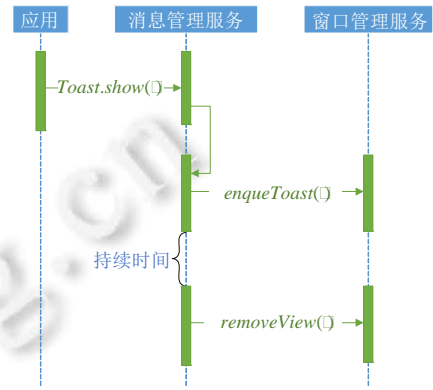 应用
消息管理服务
窗口管理服务
Toast.show()
enqueToast()
持续时间
removeView()